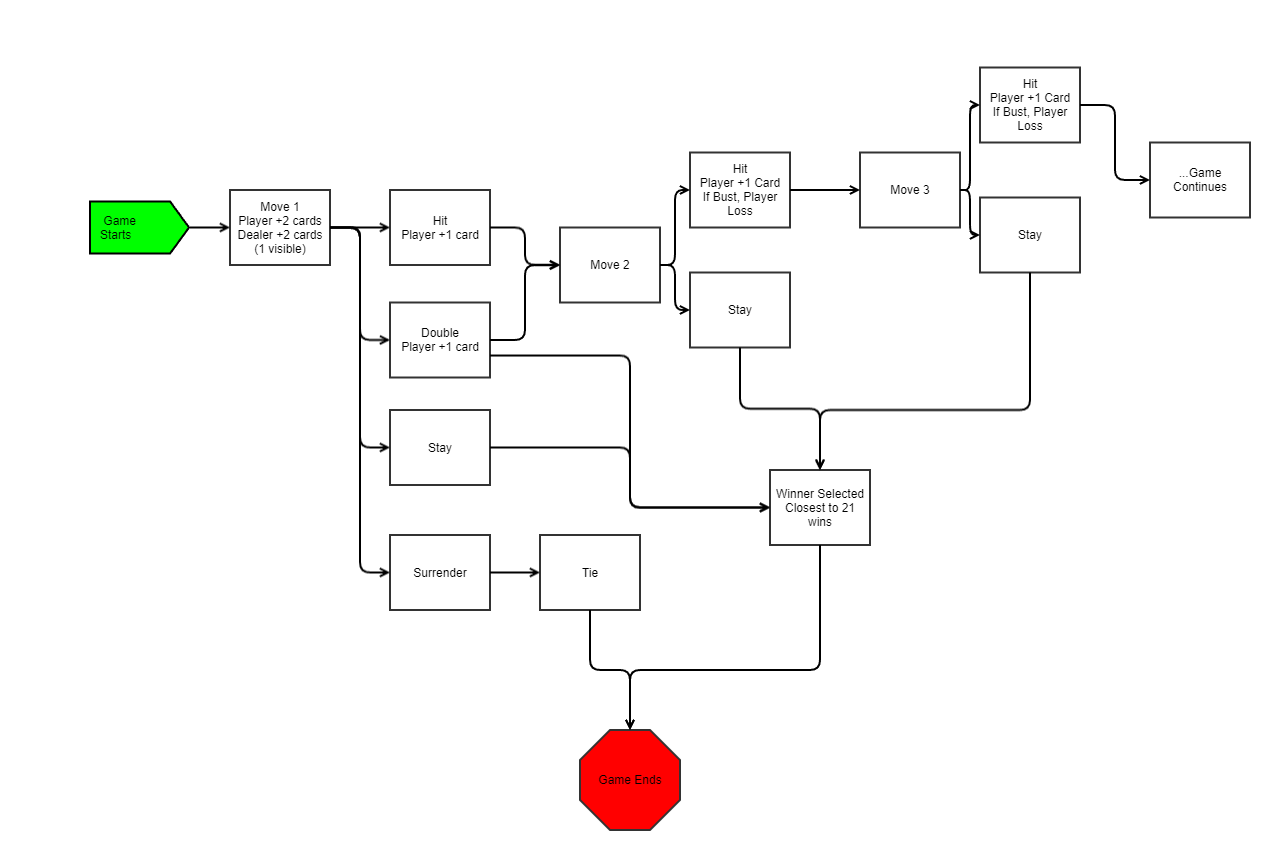 Game
Starts
Move 1
Player +2 cards
Dealer +2 cards
(1 visible)
Hit
Player +1 card
Double
Player +1 card
Stay
Surrender
Tie
Move 2
Hit
Player +1 Card
If Bust, Player
Loss
Stay
Move 3
Hit
Player +1 Card
If Bust, Player
Loss
Stay
...Game
Continues
Winner Selected
Closest to 21
wins
Game Ends